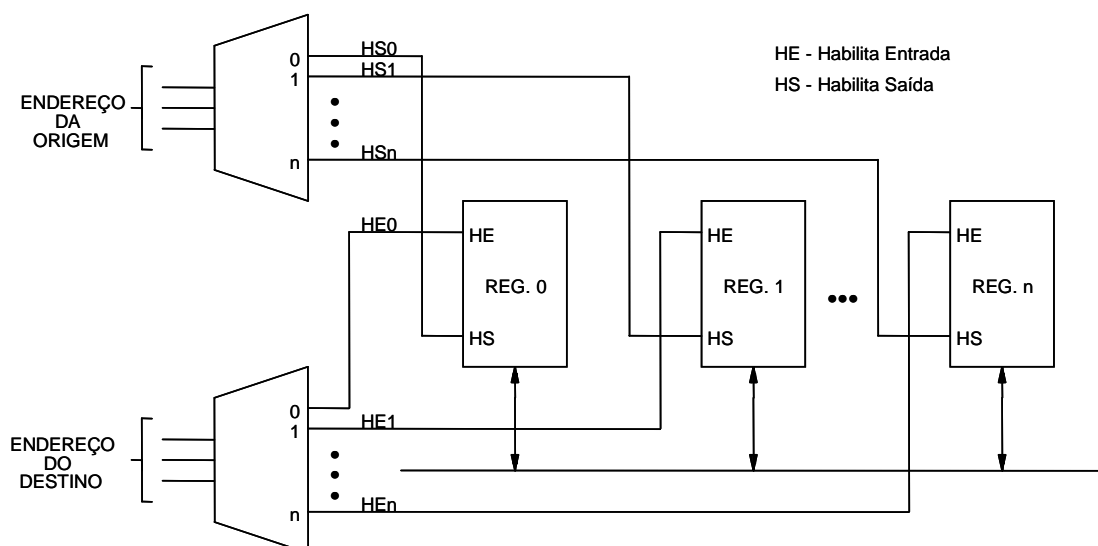 HE - Habilita Entrada
HS - Habilita Saída
ENDEREÇO
DA
ORIGEM
0
1
n
HS0
HS1
HSn
HE0
HE
REG. 0
HS
HE
REG. 1
HS
HE
REG. n
HS
ENDEREÇO
DO
DESTINO
0
1
n
HE1
HEn